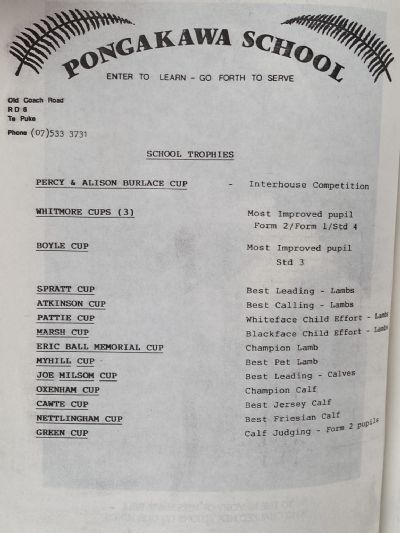 PONGAKAWA SCHOOL
ENTER TO LEARN - GO FORTH TO SERVE
Old Coach Road
R D 6
Te Puke
Phone (07)533 3731
SCHOOL TROPHIES
PERCY & ALISON BURLACE CUP - Interhouse Competition
WHITMORE CUPS (3) Most Improved pupil
Form 2/Form 1/Std 4
BOYLE CUP Most Improved pupil
Std 3
SPRATT CUP Best Leading - Lambs
ATKINSON CUP Best Calling - Lambs
PATTIE CUP Whiteface Child Effort - Lambs
MARSH CUP Blackface Child Effort - Lambs
ERIC BALL MEMORIAL CUP Champion Lamb
MYHILL CUP Best Pet Lamb
JOE MILSOM CUP Best Leading - Calves
OXENHAM CUP Champion Calf
CAWTE CUP Best Jersey Calf
NETTLINGHAM CUP Best Friesian Calf
GREEN CUP Calf Judging - Form 2 pupils